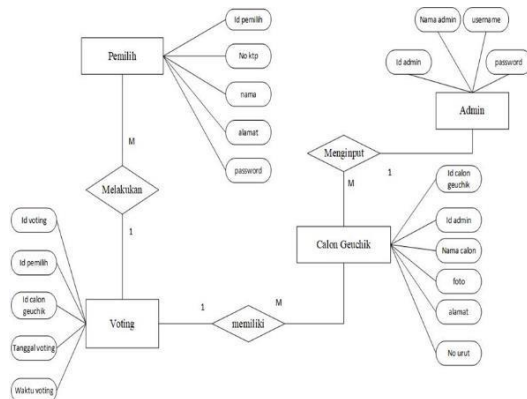 Id pemilih
Nama admin
username
Pemilih
No ktp
Id admin
password
nama
Admin
alamat
Menginput
M
1
password
Id calon
geuchik
Melakukan
M
Id voting
Id admin
1
Calon Geuchik
Nama calon
Id pemilih
foto
Id calon
geuchik
alamat
1
M
Voting
memiliki
No urut
Tanggal voting
Waktu voting